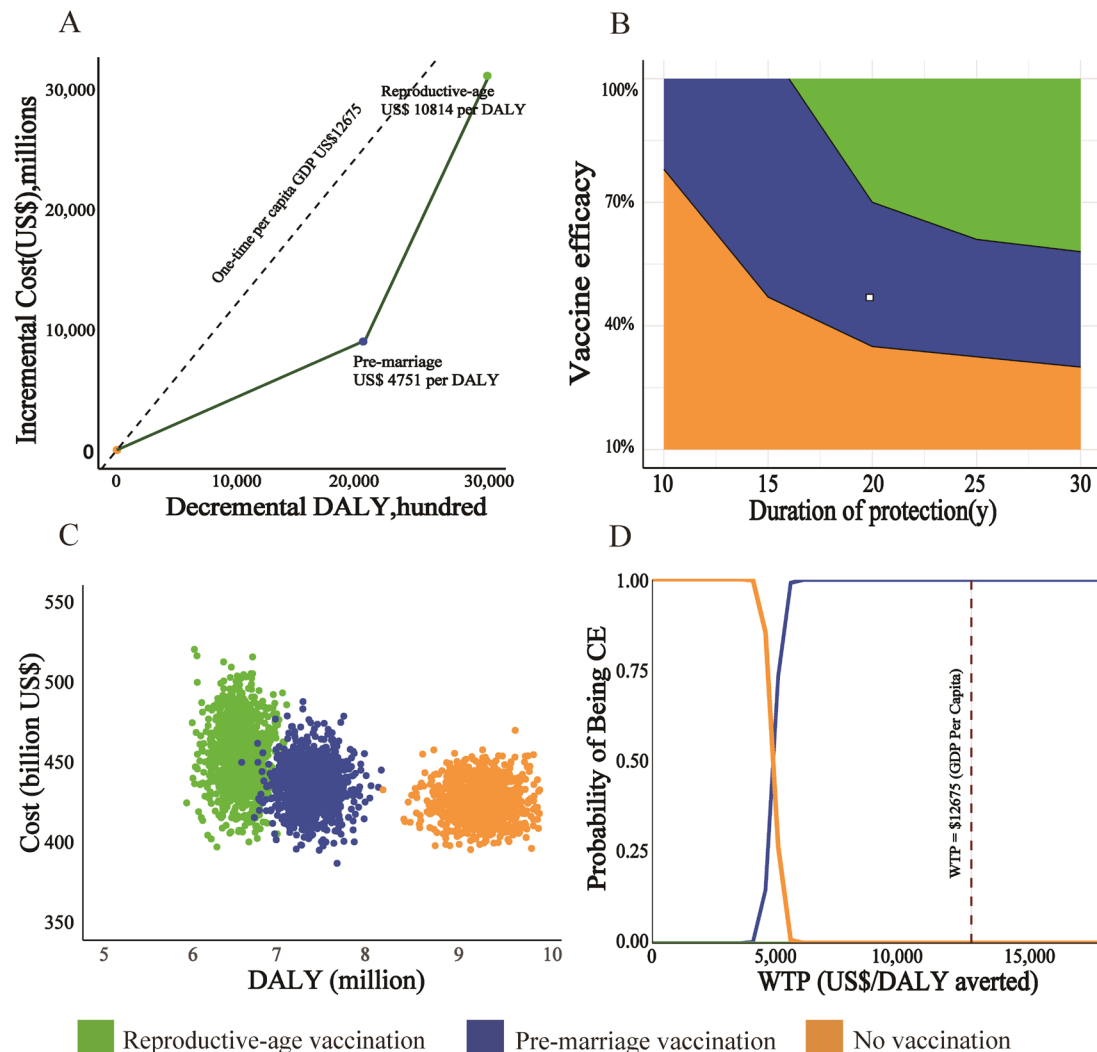 A
Incremental Cost(US$),millions
30,000
20,000
10,000
0
One-time per capita GDP US$12675
Reproductive-age
US$ 10814 per DALY
Pre-marriage
US$ 4751 per DALY
0
10,000
20,000
30,000
Decremental DALY,hundred
B
Vaccine efficacy
100%
70%
40%
10%
10
15
20
25
30
Duration of protection(y)
C
Cost (billion US$)
550
500
450
400
350
5
6
7
8
9
10
DALY (million)
D
Probability of Being CE
1.00
0.75
0.50
0.25
0.00
WTP = $12675 (GDP Per Capita)
0
5,000
10,000
15,000
WTP (US$/DALY averted)
Reproductive-age vaccination
Pre-marriage vaccination
No vaccination